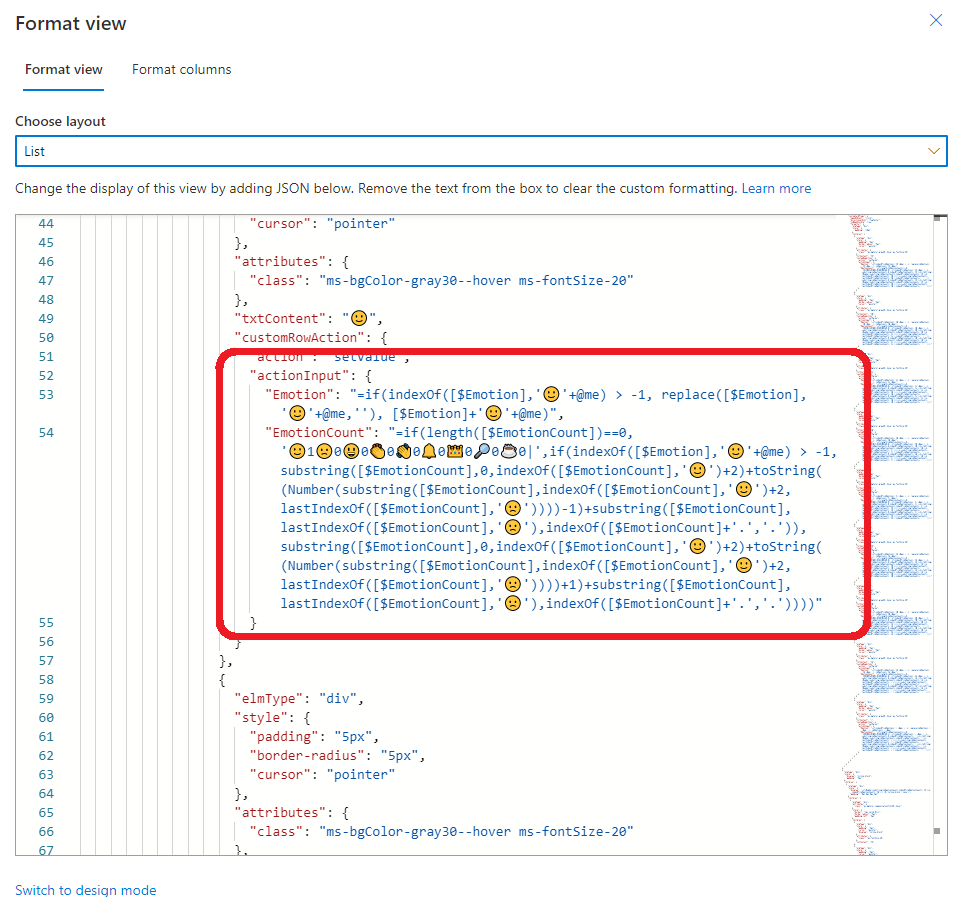 Format view
Format view Format columns
Choose layout
List
Change the display of this view by adding JSON below. Remove the text from the box to clear the custom formatting. Learn more
44 "cursor": "pointer"
45 },
46 "attributes": {
47 "class": "ms-bgColor-gray30--hover ms-fontSize-20"
48 },
49 "txtContent": "🙂",
50 "customRowAction": {
51 "action": "setValue",
52 "actionInput": {
53 "Emotion": "=if(indexOf([$Emotion],'🙂'+@me) > -1, replace([$Emotion],
'🙂'+@me,''), [$Emotion]+'🙂'+@me)",
54 "EmotionCount": "=if(length([$EmotionCount])==0,
'🙂1🙁0😀0👏0👋0🔔0👑0🔎0☕0|',if(indexOf([$Emotion],'🙂'+@me) > -1,
substring([$EmotionCount],0,indexOf([$EmotionCount],'🙂')+2)+toString(
(Number(substring([$EmotionCount],indexOf([$EmotionCount],'🙂')+2,
lastIndexOf([$EmotionCount],'🙁'))))-1)+substring([$EmotionCount],
lastIndexOf([$EmotionCount],'🙁'),indexOf([$EmotionCount]+'.','.')),
substring([$EmotionCount],0,indexOf([$EmotionCount],'🙂')+2)+toString(
(Number(substring([$EmotionCount],indexOf([$EmotionCount],'🙂')+2,
lastIndexOf([$EmotionCount],'🙁'))))+1)+substring([$EmotionCount],
lastIndexOf([$EmotionCount],'🙁'),indexOf([$EmotionCount]+'.','.'))))"
55 }
56 }
57 },
58 {
59 "elmType": "div",
60 "style": {
61 "padding": "5px",
62 "border-radius": "5px",
63 "cursor": "pointer"
64 },
65 "attributes": {
66 "class": "ms-bgColor-gray30--hover ms-fontSize-20"
67 },
Switch to design mode